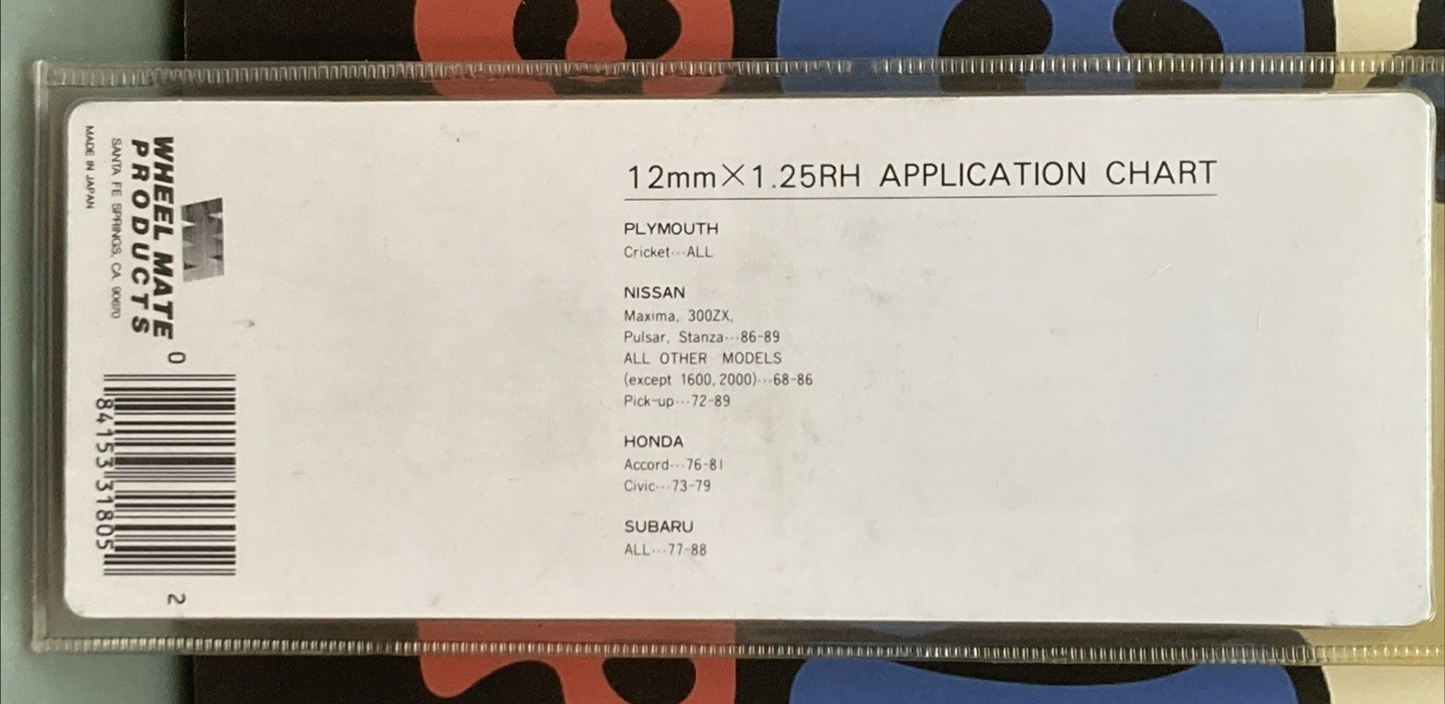 12mm×1.25RH APPLICATION CHART
PLYMOUTH
Cricket···ALL
NISSAN
Maxima, 300ZX,
Pulsar, Stanza···86-89
ALL OTHER MODELS
(except 1600, 2000)···68-86
Pick-up···72-89
HONDA
Accord···76-81
Civic···73-79
SUBARU
ALL···77-88
WHEEL MATE
PRODUCTS
SANTA FE SPRINGS, CA 90670
MADE IN JAPAN
0 84153 31805 2